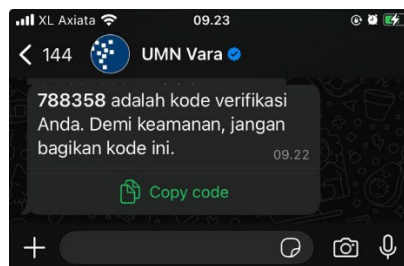 XL Axiata 09.23
144 UMN Vara
788358 adalah kode verifikasi
Anda. Demi keamanan, jangan
bagikan kode ini.
09.22
Copy code